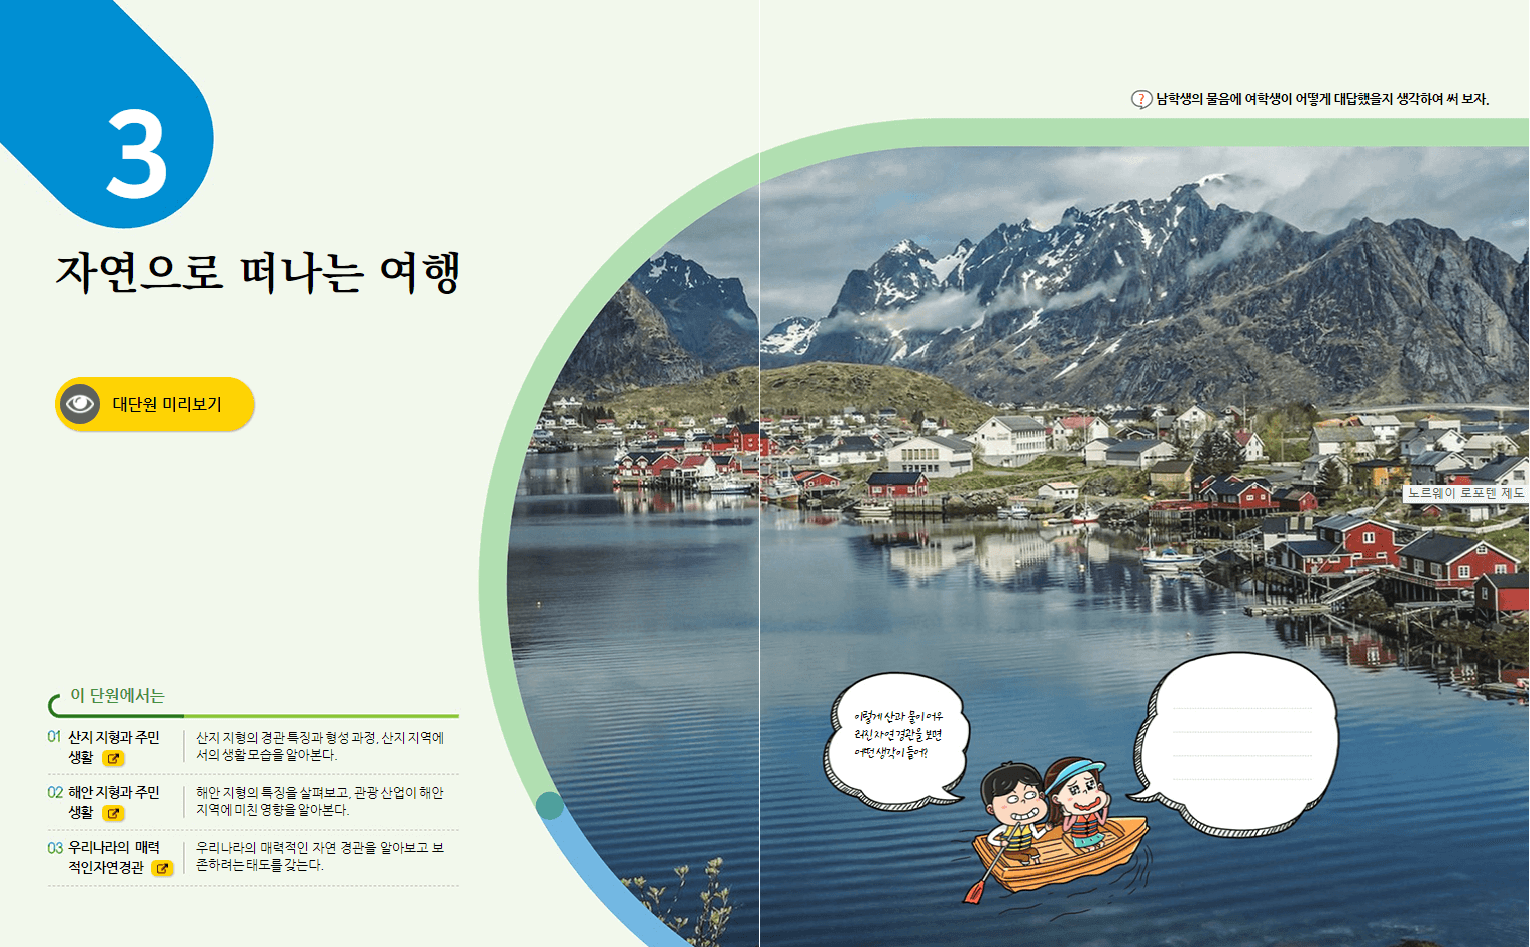 3
자연으로 떠나는 여행
대단원 미리보기
이 단원에서는
01 산지 지형과 주민
생활
산지 지형의 경관 특징과 형성 과정, 산지 지역에
서의 생활 모습을 알아본다.
02 해안 지형과 주민
생활
해안 지형의 특징을 살펴보고, 관광 산업이 해안
지역에 미친 영향을 알아본다.
03 우리나라의 매력
적인자연경관
우리나라의 매력적인 자연 경관을 알아보고 보
존하려는 태도를 갖는다.
? 남학생의 물음에 여학생이 어떻게 대답했을지 생각하여 써 보자.
노르웨이 로포텐 제도
이렇게 산과 물이 어우
러진 자연 경관을 보면
어떤 생각이 들어?